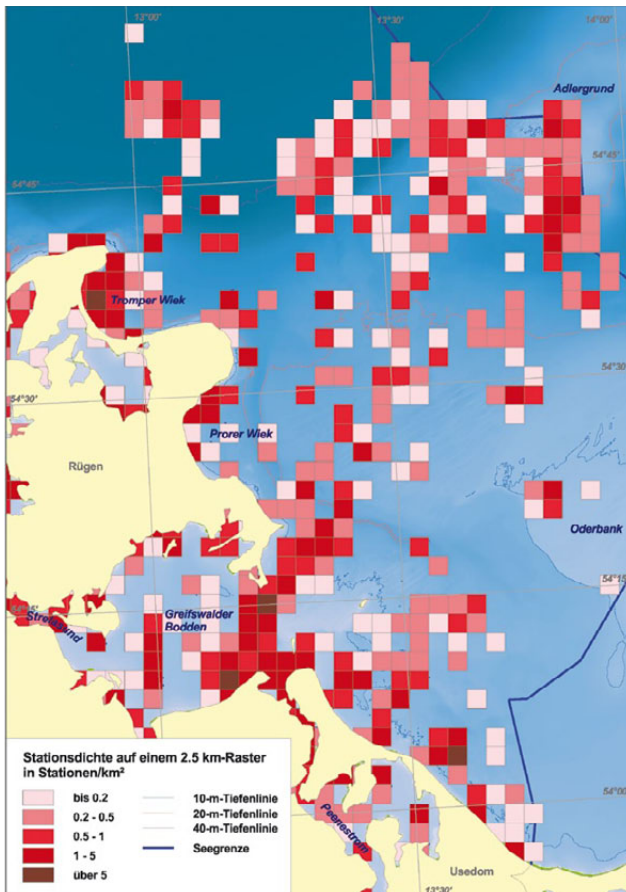 13°00'
13°30'
14°00'
Adlergrund
54°45'
54°45'
Tromper Wiek
54°30'
54°30'
Prorer Wiek
Rügen
Oderbank
54°15'
54°15'
Strelasund
Greifswalder
Bodden
Stationsdichte auf einem 2.5 km-Raster
in Stationen/km²
bis 0.2
0.2 - 0.5
0.5 - 1
1 - 5
über 5
10-m-Tiefenlinie
20-m-Tiefenlinie
40-m-Tiefenlinie
Seegrenze
Peenestrom
54°00'
Usedom
13°30'